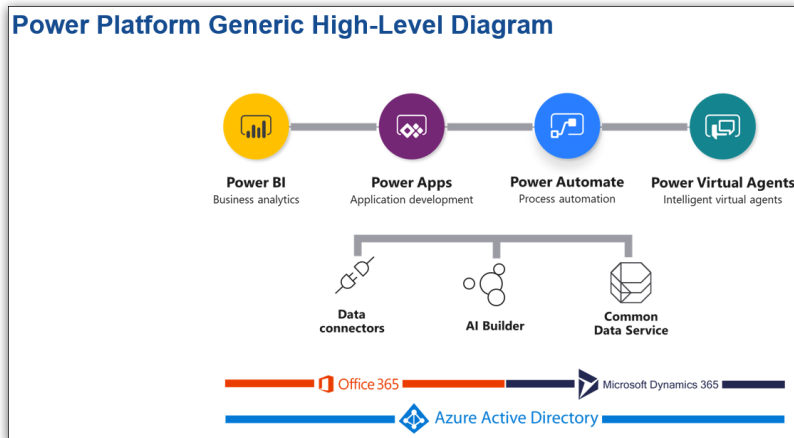 Power Platform Generic High-Level Diagram
Power BI
Business analytics
Power Apps
Application development
Power Automate
Process automation
Power Virtual Agents
Intelligent virtual agents
Data
connectors
AI Builder
Common
Data Service
Office 365
Microsoft Dynamics 365
Azure Active Directory